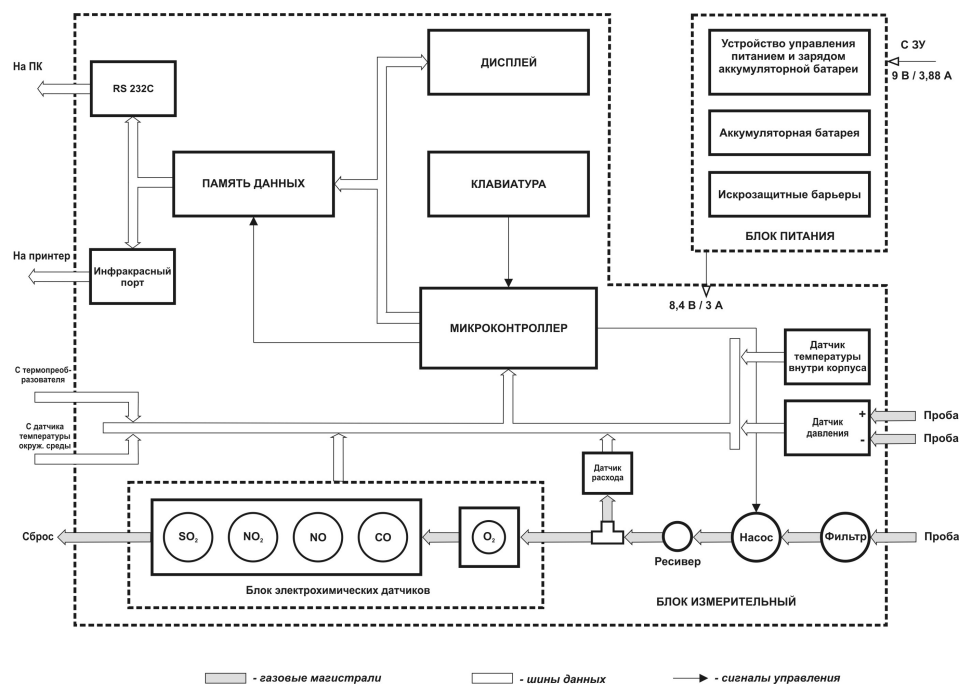 На ПК
RS 232C
ДИСПЛЕЙ
Устройство управления
питанием и зарядом
аккумуляторной батареи
С ЗУ
9 В / 3,88 А
Аккумуляторная батарея
Искрозащитные барьеры
БЛОК ПИТАНИЯ
ПАМЯТЬ ДАННЫХ
КЛАВИАТУРА
На принтер
Инфракрасный
порт
8,4 В / 3 А
МИКРОКОНТРОЛЛЕР
Датчик
температуры
внутри корпуса
С термопреоб-
разователя
С датчика
температуры
окруж. среды
Датчик
давления
+
-
Проба
Проба
Датчик
расхода
Сброс
SO2
NO2
NO
CO
O2
Ресивер
Насос
Фильтр
Проба
Блок электрохимических датчиков
БЛОК ИЗМЕРИТЕЛЬНЫЙ
- газовые магистрали
- шины данных
- сигналы управления